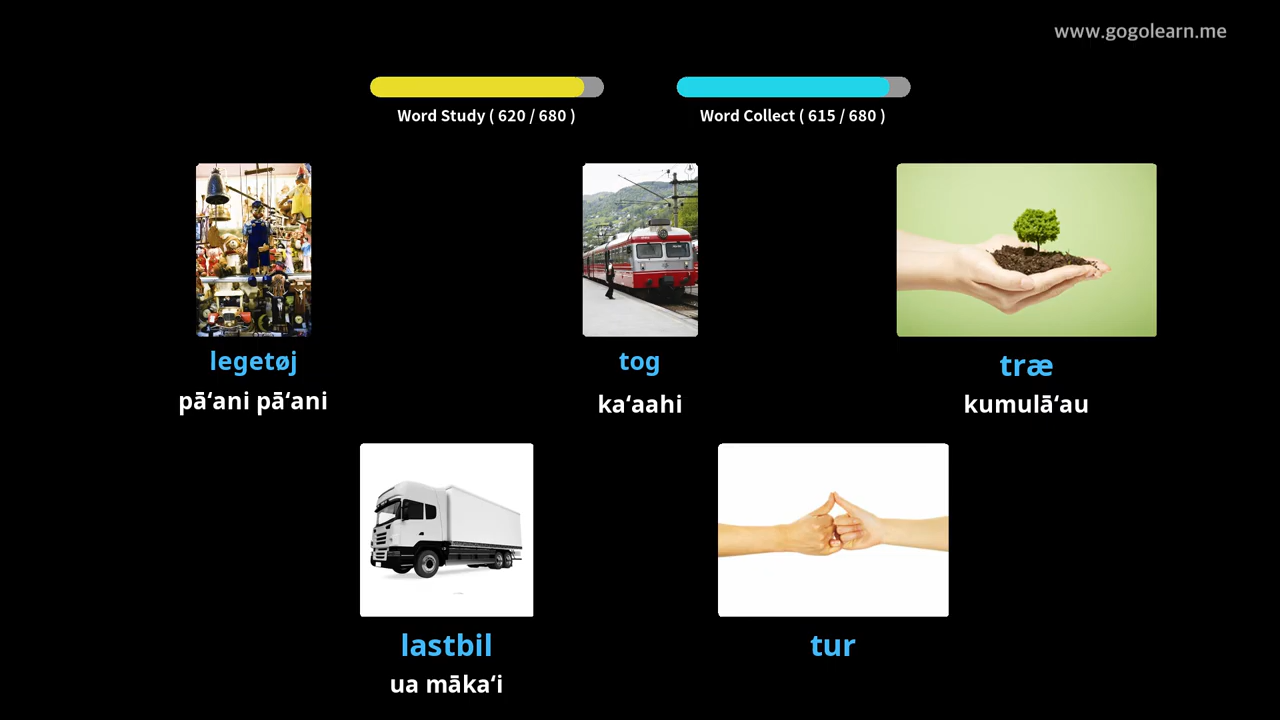 www.gogolearn.me
Word Study ( 620 / 680 )
Word Collect ( 615 / 680 )
legetøj
tog
træ
pāʻani pāʻani
kaʻaahi
kumulāʻau
lastbil
tur
ua mākaʻi